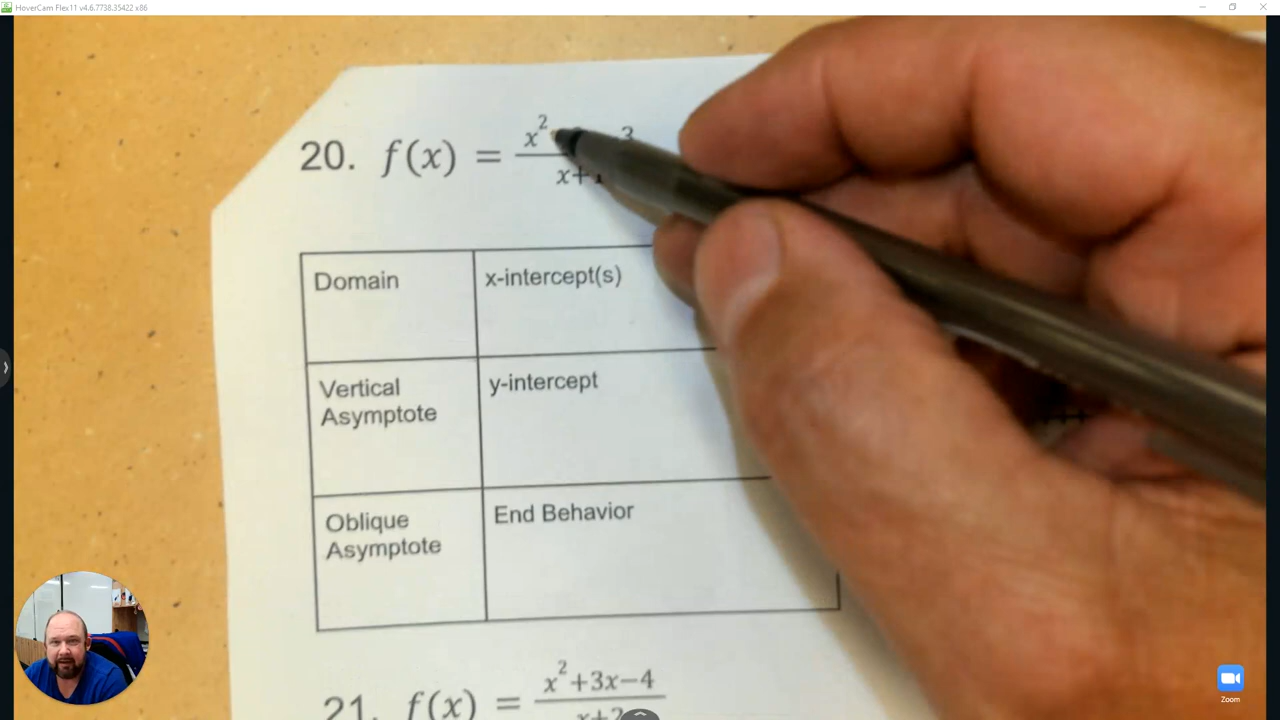 HoverCam Flex11 v4.6.7738.35422 x86
20. f(x) = x²
x+
Domain x-intercept(s)
Vertical Asymptote y-intercept
Oblique Asymptote End Behavior
21. f(x) = x²+3x−4
Zoom